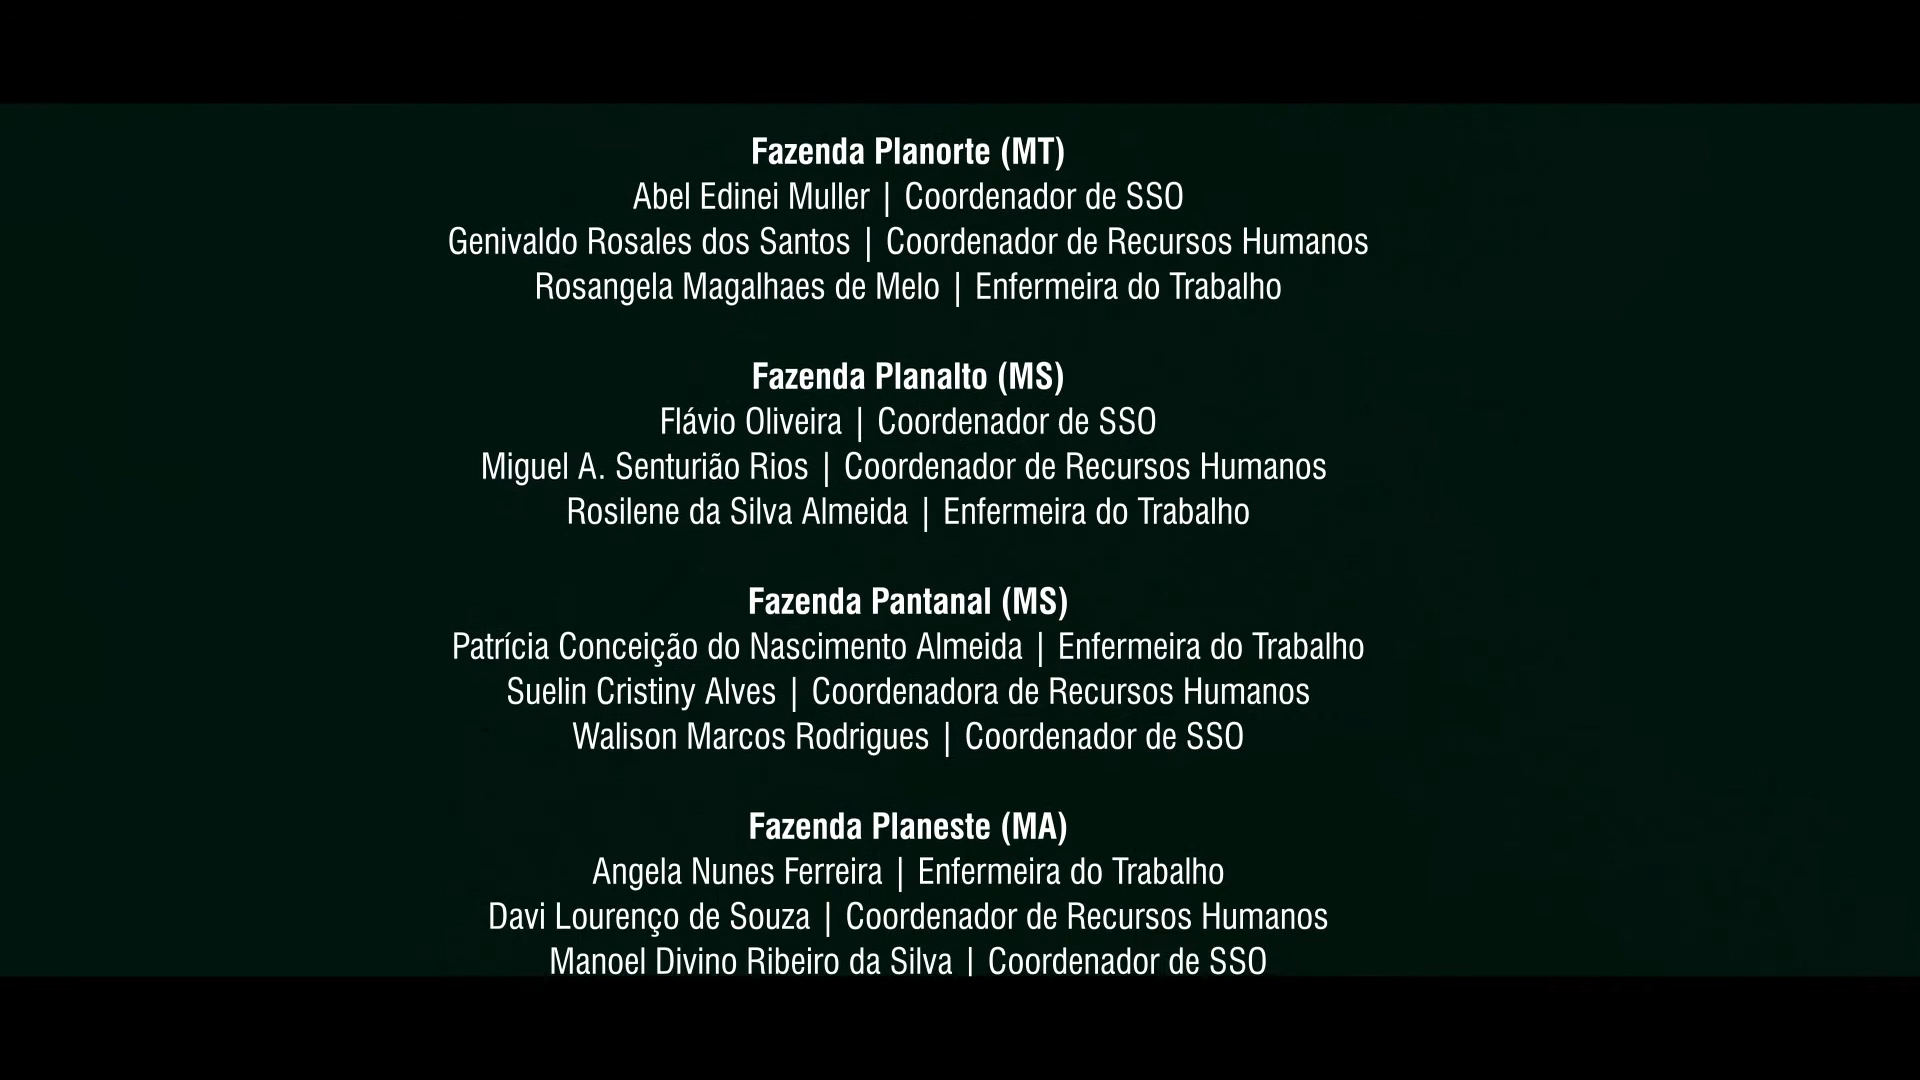 Fazenda Planorte (MT)
Abel Edinei Muller | Coordenador de SSO
Genivaldo Rosales dos Santos | Coordenador de Recursos Humanos
Rosangela Magalhaes de Melo | Enfermeira do Trabalho
Fazenda Planalto (MS)
Flávio Oliveira | Coordenador de SSO
Miguel A. Senturião Rios | Coordenador de Recursos Humanos
Rosilene da Silva Almeida | Enfermeira do Trabalho
Fazenda Pantanal (MS)
Patrícia Conceição do Nascimento Almeida | Enfermeira do Trabalho
Suelin Cristiny Alves | Coordenadora de Recursos Humanos
Walison Marcos Rodrigues | Coordenador de SSO
Fazenda Planeste (MA)
Angela Nunes Ferreira | Enfermeira do Trabalho
Davi Lourenço de Souza | Coordenador de Recursos Humanos
Manoel Divino Ribeiro da Silva | Coordenador de SSO